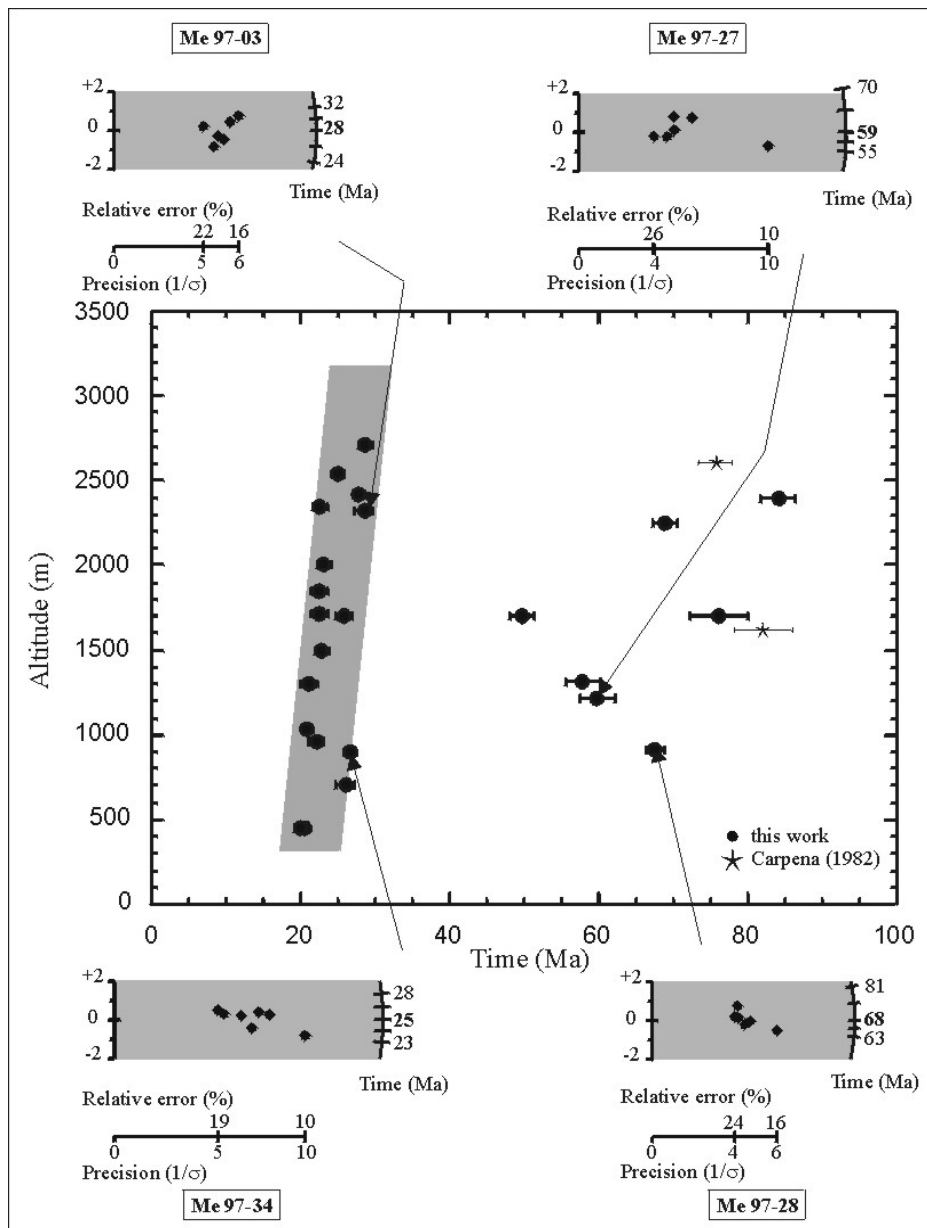 Me 97-03
Me 97-27
+2
0
-2
32
28
24
Time (Ma)
Relative error (%)
22 16
0 5 6
Precision (1/σ)
+2
0
-2
70
59
55
Time (Ma)
Relative error (%)
26 10
0 4 10
Precision (1/σ)
3500
3000
2500
2000
1500
1000
500
0
Altitude (m)
this work
Carpena (1982)
0 20 40 60 80 100
Time (Ma)
+2
0
-2
28
25
23
Time (Ma)
Relative error (%)
19 10
0 5 10
Precision (1/σ)
Me 97-34
+2
0
-2
81
68
63
Time (Ma)
Relative error (%)
24 16
0 4 6
Precision (1/σ)
Me 97-28